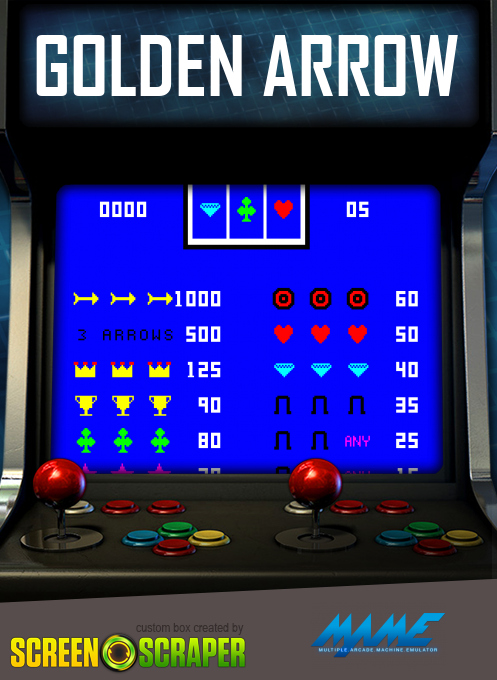 GOLDEN ARROW
0000 05
1000 60
3 ARROWS 500 50
125 40
90 35
80 ANY 25
custom box created by
SCREEN SCRAPER
MAME
MULTIPLE ARCADE MACHINE EMULATOR